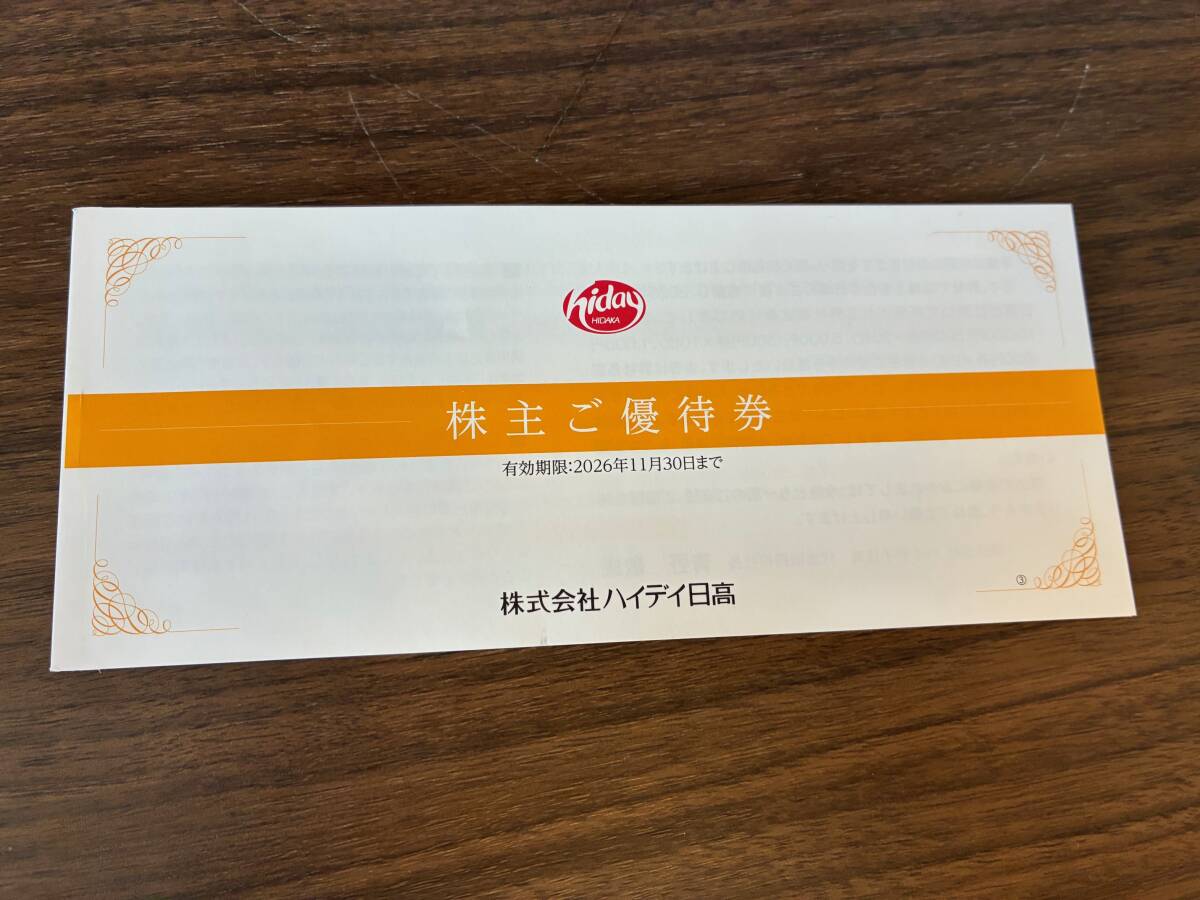 hiday
HIDAKA
株主ご優待券
有効期限:2026年11月30日まで
株式会社ハイデイ日高
③